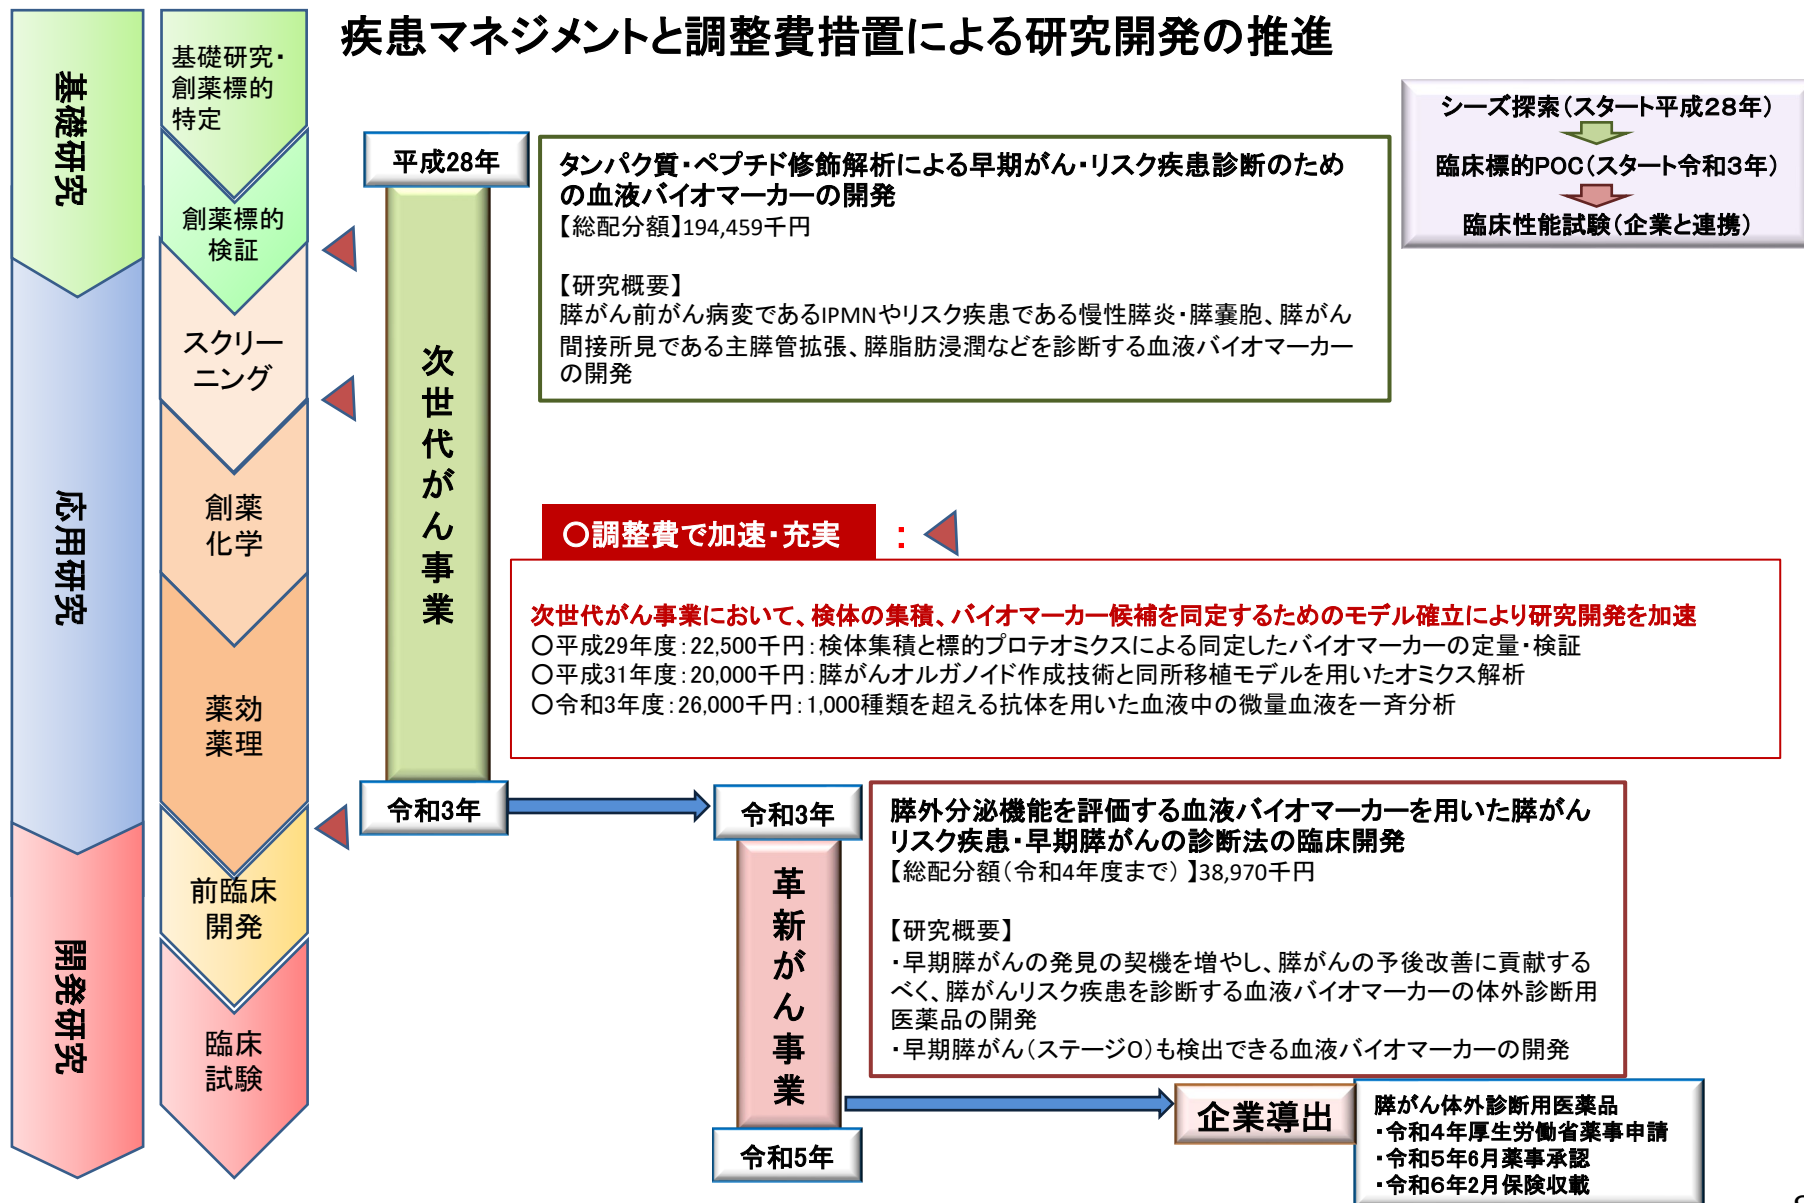 疾患マネジメントと調整費措置による研究開発の推進
基礎研究
応用研究
開発研究
基礎研究・
創薬標的
特定
創薬標的
検証
スクリー
ニング
創薬
化学
薬効
薬理
前臨床
開発
臨床
試験
シーズ探索(スタート平成28年)
臨床標的POC(スタート令和3年)
臨床性能試験(企業と連携)
平成28年
次世代がん事業
令和3年
タンパク質・ペプチド修飾解析による早期がん・リスク疾患診断のため
の血液バイオマーカーの開発
【総配分額】194,459千円
【研究概要】
膵がん前がん病変であるIPMNやリスク疾患である慢性膵炎・膵嚢胞、膵がん
間接所見である主膵管拡張、膵脂肪浸潤などを診断する血液バイオマーカー
の開発
〇調整費で加速・充実 :
次世代がん事業において、検体の集積、バイオマーカー候補を同定するためのモデル確立により研究開発を加速
〇平成29年度:22,500千円:検体集積と標的プロテオミクスによる同定したバイオマーカーの定量・検証
〇平成31年度:20,000千円:膵がんオルガノイド作成技術と同所移植モデルを用いたオミクス解析
〇令和3年度:26,000千円:1,000種類を超える抗体を用いた血液中の微量血液を一斉分析
令和3年
革新がん事業
令和5年
膵外分泌機能を評価する血液バイオマーカーを用いた膵がん
リスク疾患・早期膵がんの診断法の臨床開発
【総配分額(令和4年度まで)】38,970千円
【研究概要】
・早期膵がんの発見の契機を増やし、膵がんの予後改善に貢献する
べく、膵がんリスク疾患を診断する血液バイオマーカーの体外診断用
医薬品の開発
・早期膵がん(ステージ0)も検出できる血液バイオマーカーの開発
企業導出
膵がん体外診断用医薬品
・令和4年厚生労働省薬事申請
・令和5年6月薬事承認
・令和6年2月保険収載